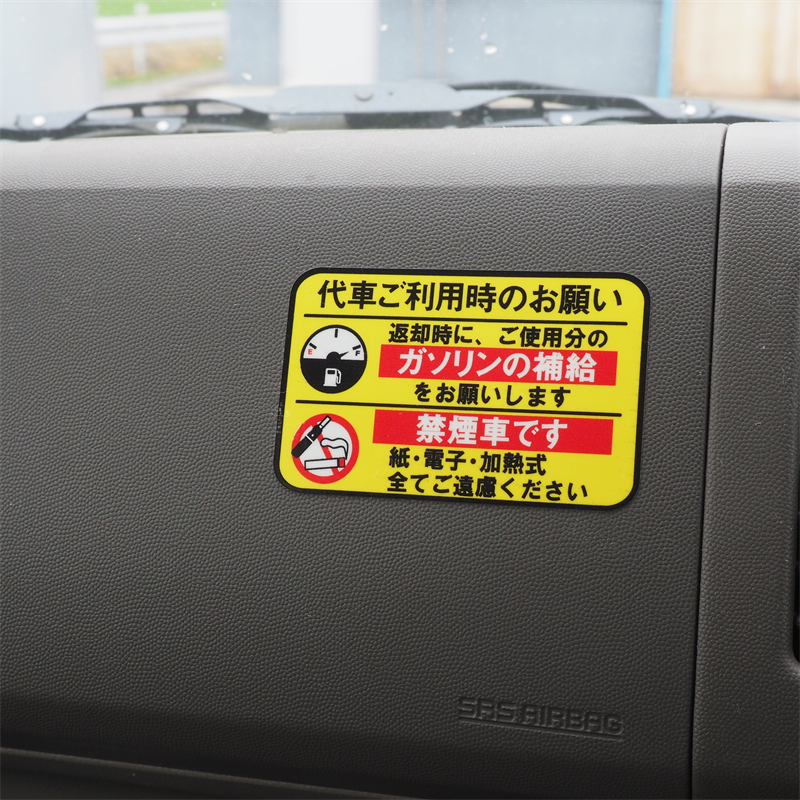 代車ご利用時のお願い
返却時に、ご使用分の
ガソリンの補給
をお願いします
E F
禁煙車です
紙・電子・加熱式
全てご遠慮ください
SRS AIRBAG